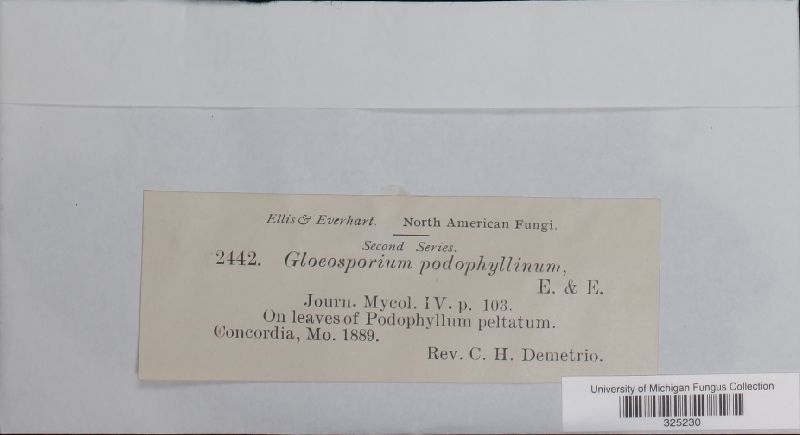 Ellis & Everhart. North American Fungi.
Second Series.
2442. Gloeosporium podophyllinum,
E. & E.
Journ. Mycol. IV. p. 103.
On leaves of Podophyllum peltatum.
Concordia, Mo. 1889.
Rev. C. H. Demetrio.
University of Michigan Fungus Collection
325230